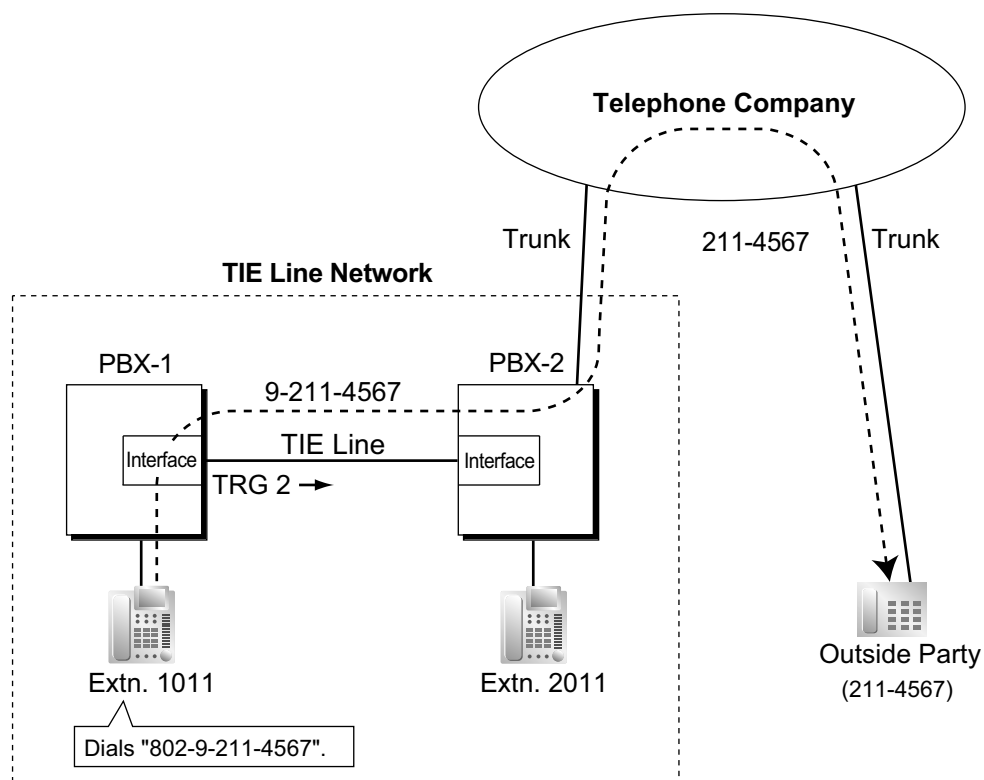 Telephone Company
Trunk
211-4567
Trunk
TIE Line Network
PBX-1
PBX-2
9-211-4567
Interface
TIE Line
Interface
TRG 2 →
Extn. 1011
Extn. 2011
Outside Party
(211-4567)
Dials "802-9-211-4567".